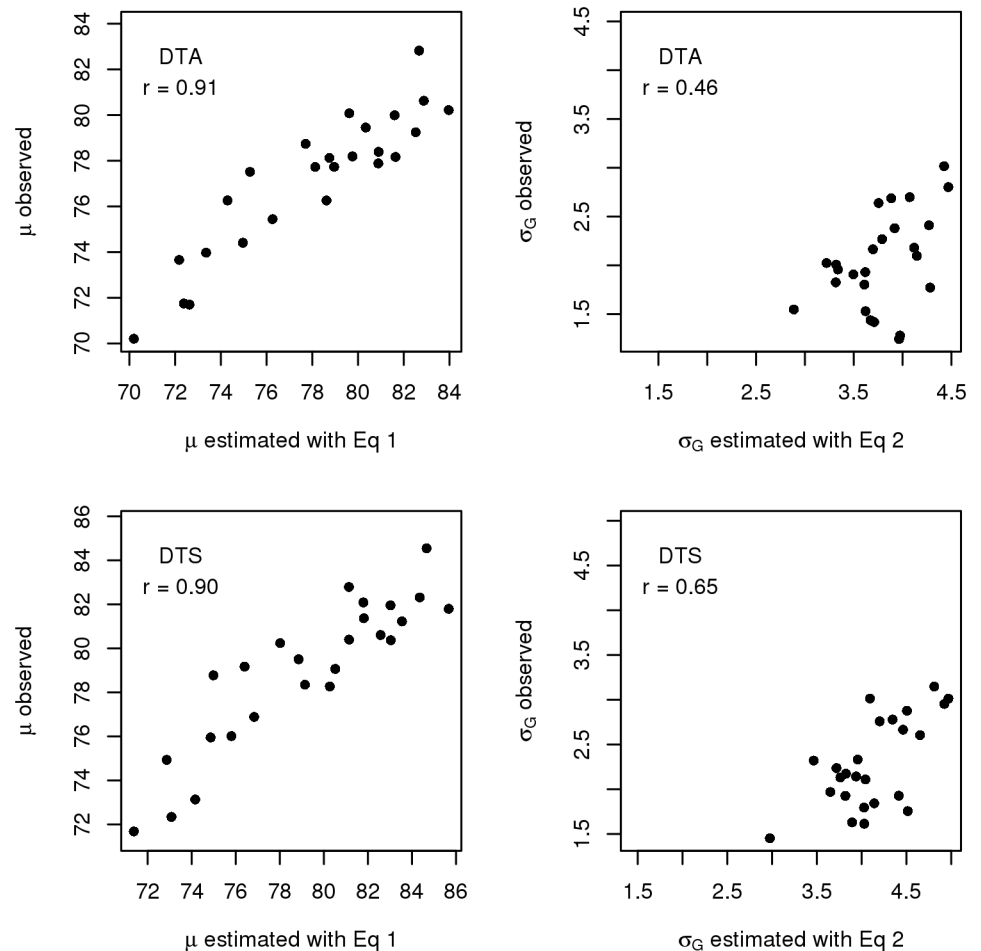 DTA
r = 0.91
μ observed
70 72 74 76 78 80 82 84
70 72 74 76 78 80 82 84
μ estimated with Eq 1
DTA
r = 0.46
σG observed
1.5 2.5 3.5 4.5
1.5 2.5 3.5 4.5
σG estimated with Eq 2
DTS
r = 0.90
μ observed
72 74 76 78 80 82 84 86
72 74 76 78 80 82 84 86
μ estimated with Eq 1
DTS
r = 0.65
σG observed
1.5 2.5 3.5 4.5
1.5 2.5 3.5 4.5
σG estimated with Eq 2